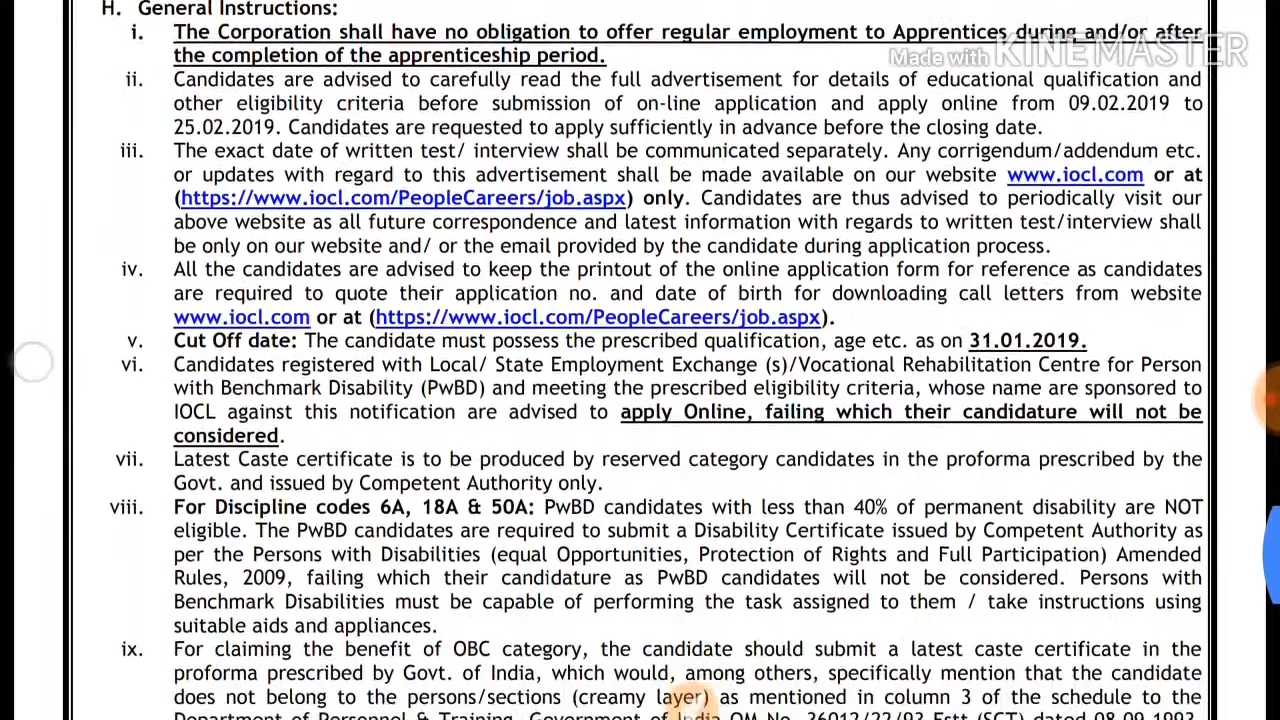 H. General Instructions:
i. The Corporation shall have no obligation to offer regular employment to Apprentices during and/or after
the completion of the apprenticeship period.
Made with KINEMASTER
ii. Candidates are advised to carefully read the full advertisement for details of educational qualification and
other eligibility criteria before submission of on-line application and apply online from 09.02.2019 to
25.02.2019. Candidates are requested to apply sufficiently in advance before the closing date.
iii. The exact date of written test/ interview shall be communicated separately. Any corrigendum/addendum etc.
or updates with regard to this advertisement shall be made available on our website www.iocl.com or at
(https://www.iocl.com/PeopleCareers/job.aspx) only. Candidates are thus advised to periodically visit our
above website as all future correspondence and latest information with regards to written test/interview shall
be only on our website and/ or the email provided by the candidate during application process.
iv. All the candidates are advised to keep the printout of the online application form for reference as candidates
are required to quote their application no. and date of birth for downloading call letters from website
www.iocl.com or at (https://www.iocl.com/PeopleCareers/job.aspx).
v. Cut Off date: The candidate must possess the prescribed qualification, age etc. as on 31.01.2019.
vi. Candidates registered with Local/ State Employment Exchange (s)/Vocational Rehabilitation Centre for Person
with Benchmark Disability (PwBD) and meeting the prescribed eligibility criteria, whose name are sponsored to
IOCL against this notification are advised to apply Online, failing which their candidature will not be
considered.
vii. Latest Caste certificate is to be produced by reserved category candidates in the proforma prescribed by the
Govt. and issued by Competent Authority only.
viii. For Discipline codes 6A, 18A & 50A: PwBD candidates with less than 40% of permanent disability are NOT
eligible. The PwBD candidates are required to submit a Disability Certificate issued by Competent Authority as
per the Persons with Disabilities (equal Opportunities, Protection of Rights and Full Participation) Amended
Rules, 2009, failing which their candidature as PwBD candidates will not be considered. Persons with
Benchmark Disabilities must be capable of performing the task assigned to them / take instructions using
suitable aids and appliances.
ix. For claiming the benefit of OBC category, the candidate should submit a latest caste certificate in the
proforma prescribed by Govt. of India, which would, among others, specifically mention that the candidate
does not belong to the persons/sections (creamy layer) as mentioned in column 3 of the schedule to the
Department of Personnel & Training, Government of India OM No. 36012/22/93 Estt (SCT) dated 08.09.1993